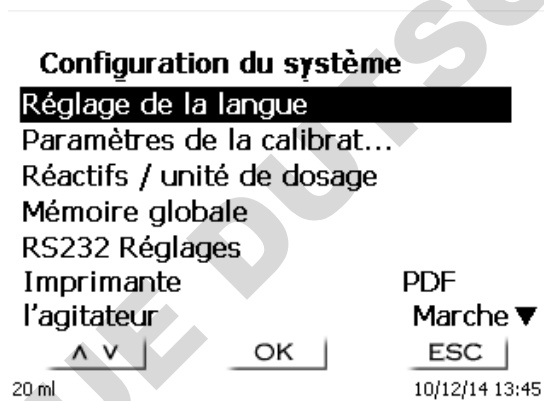 Configuration du système
Réglage de la langue
Paramètres de la calibrat...
Réactifs / unité de dosage
Mémoire globale
RS232 Réglages
Imprimante PDF
l'agitateur Marche ▼
∧ ∨ OK ESC
20 ml 10/12/14 13:45